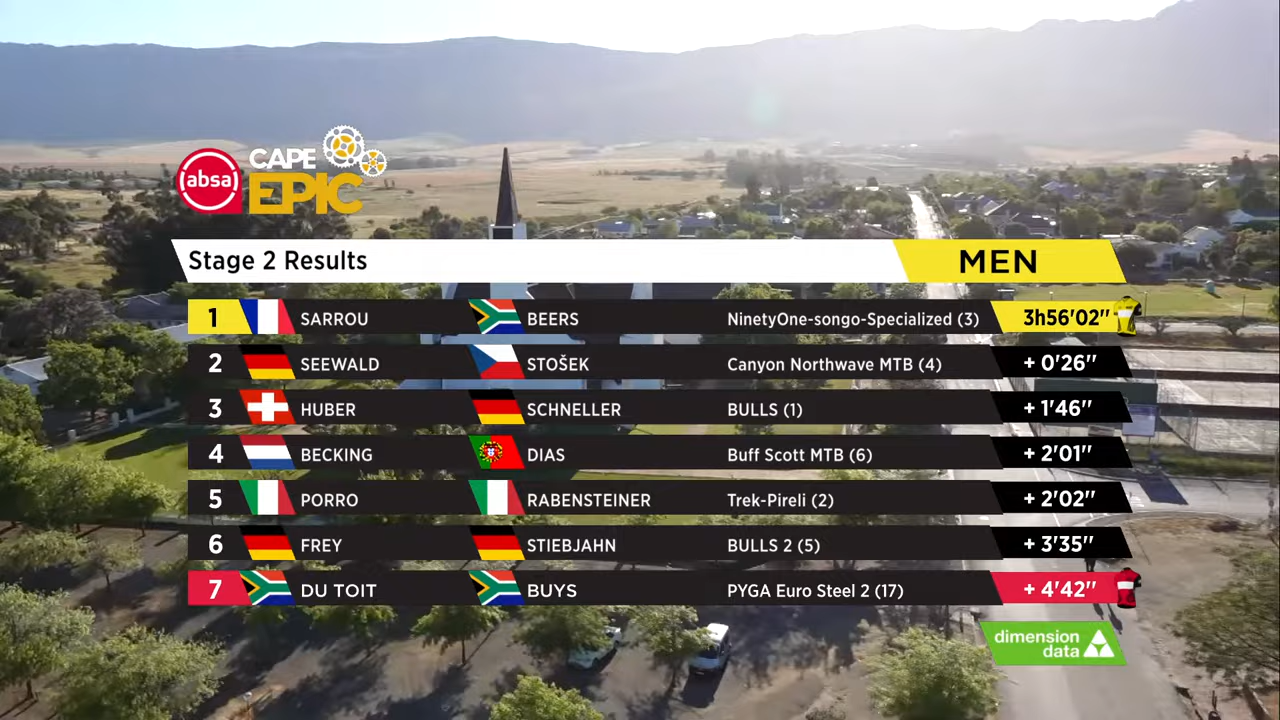 absa CAPE EPIC
Stage 2 Results MEN
1 SARROU BEERS NinetyOne-songo-Specialized (3) 3h56'02''
2 SEEWALD STOŠEK Canyon Northwave MTB (4) + 0'26''
3 HUBER SCHNELLER BULLS (1) + 1'46''
4 BECKING DIAS Buff Scott MTB (6) + 2'01''
5 PORRO RABENSTEINER Trek-Pireli (2) + 2'02''
6 FREY STIEBJAHN BULLS 2 (5) + 3'35''
7 DU TOIT BUYS PYGA Euro Steel 2 (17) + 4'42''
dimension
data